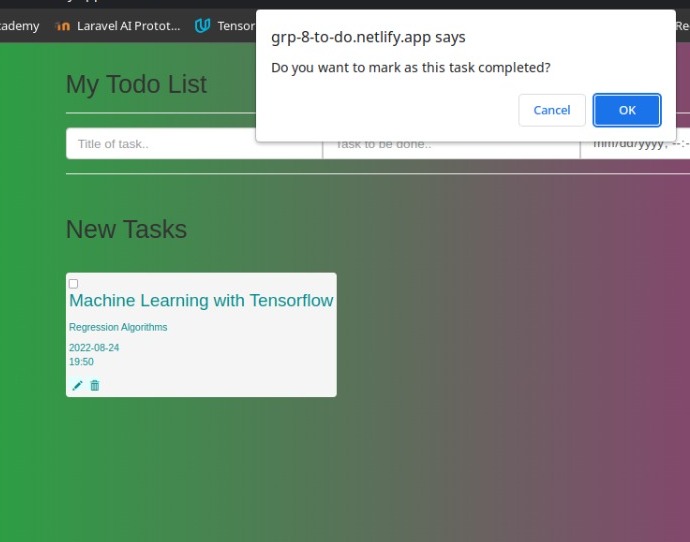 cademy
Laravel AI Protot...
Tensor
Re
grp-8-to-do.netlify.app says
Do you want to mark as this task completed?
Cancel
OK
My Todo List
Title of task..
Task to be done..
mm/dd/yyyy, --:-
New Tasks
Machine Learning with Tensorflow
Regression Algorithms
2022-08-24
19:50